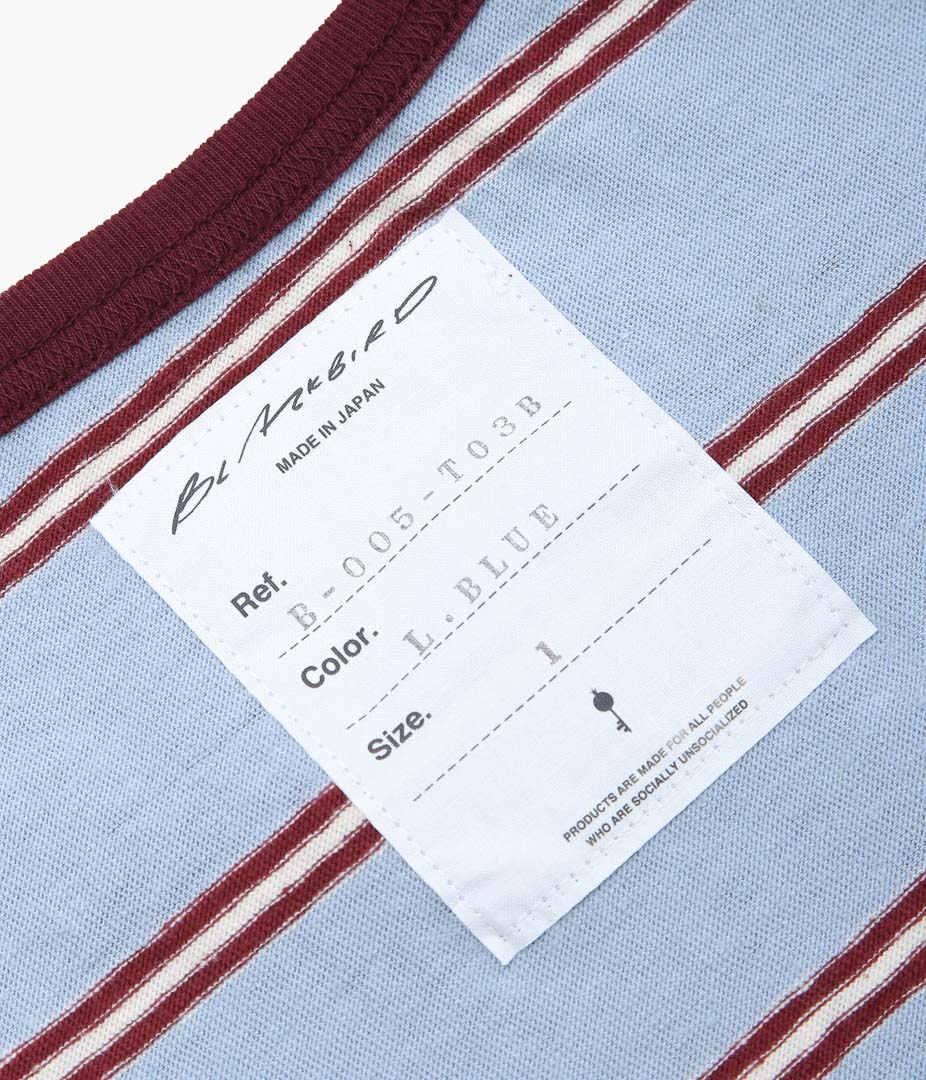 BLACKBIRD
MADE IN JAPAN
Ref. B-005-T03B
Color. L.BLUE
Size. 1
PRODUCTS ARE MADE FOR ALL PEOPLE
WHO ARE SOCIALLY UNSOCIALIZED